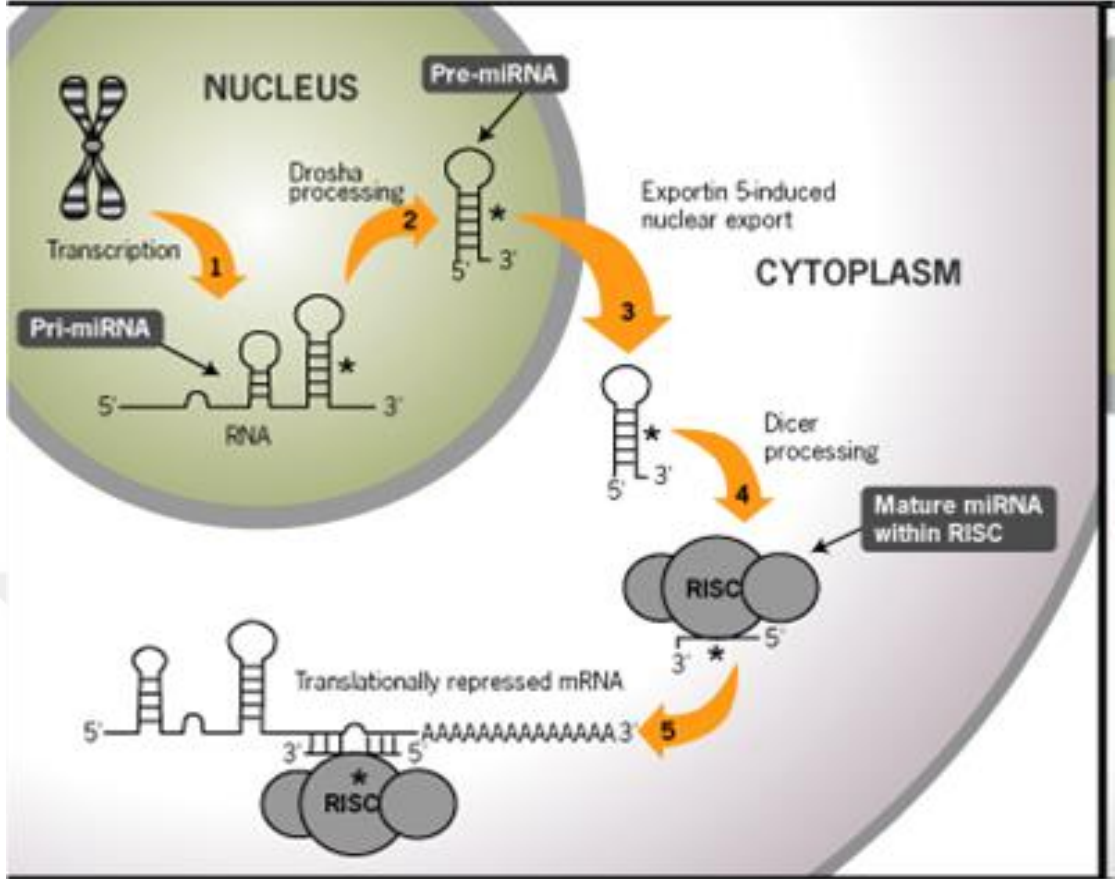 NUCLEUS
Pre-miRNA
Drosha
processing
2
*
5' 3'
Transcription
1
Pri-miRNA
*
5' 3'
RNA
Exportin 5-induced
nuclear export
CYTOPLASM
3
*
5' 3'
Dicer
processing
4
Mature miRNA
within RISC
RISC
3' * 5'
Translationally repressed mRNA
5
5' AAAAAAAAAAAAAA 3'
3' 5'
*
RISC